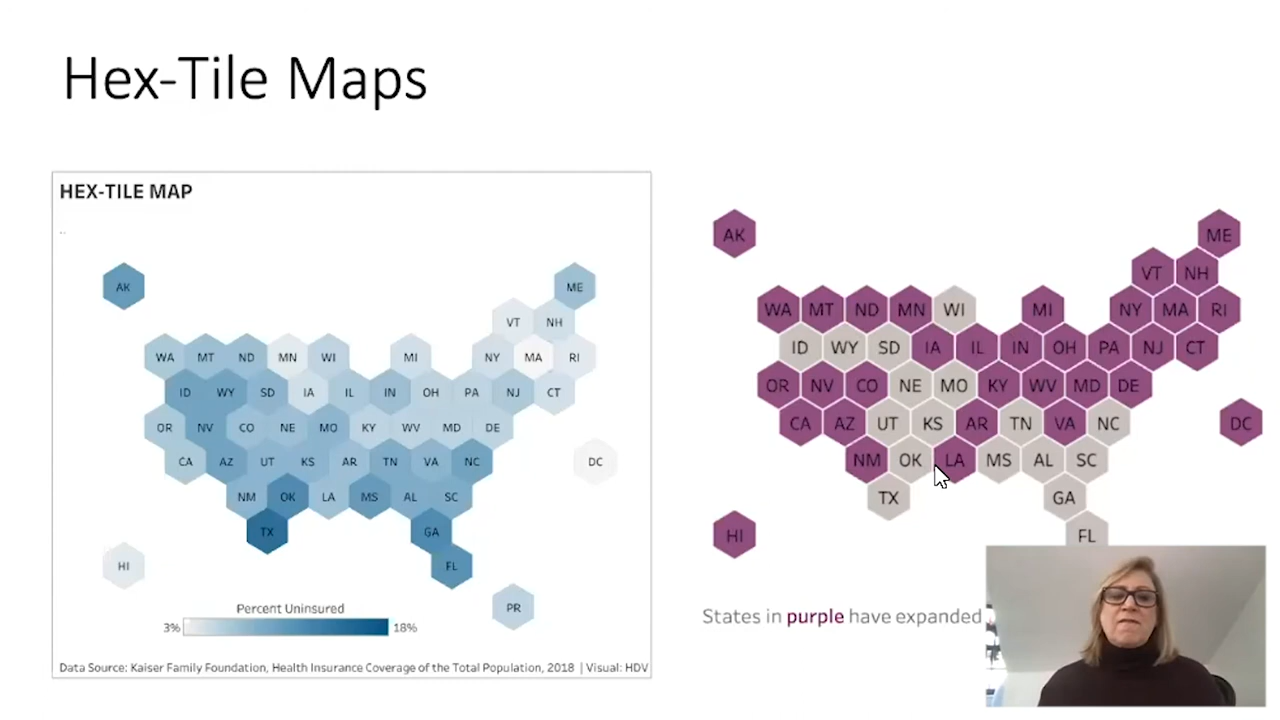 Hex-Tile Maps
HEX-TILE MAP
..
AK
ME
VT NH
WA MT ND MN WI MI NY MA RI
ID WY SD IA IL IN OH PA NJ CT
OR NV CO NE MO KY WV MD DE
CA AZ UT KS AR TN VA NC DC
NM OK LA MS AL SC
TX GA
HI FL
PR
Percent Uninsured
3% 18%
Data Source: Kaiser Family Foundation, Health Insurance Coverage of the Total Population, 2018 | Visual: HDV
AK ME
VT NH
WA MT ND MN WI MI NY MA RI
ID WY SD IA IL IN OH PA NJ CT
OR NV CO NE MO KY WV MD DE
CA AZ UT KS AR TN VA NC DC
NM OK LA MS AL SC
TX GA
HI FL
States in purple have expanded